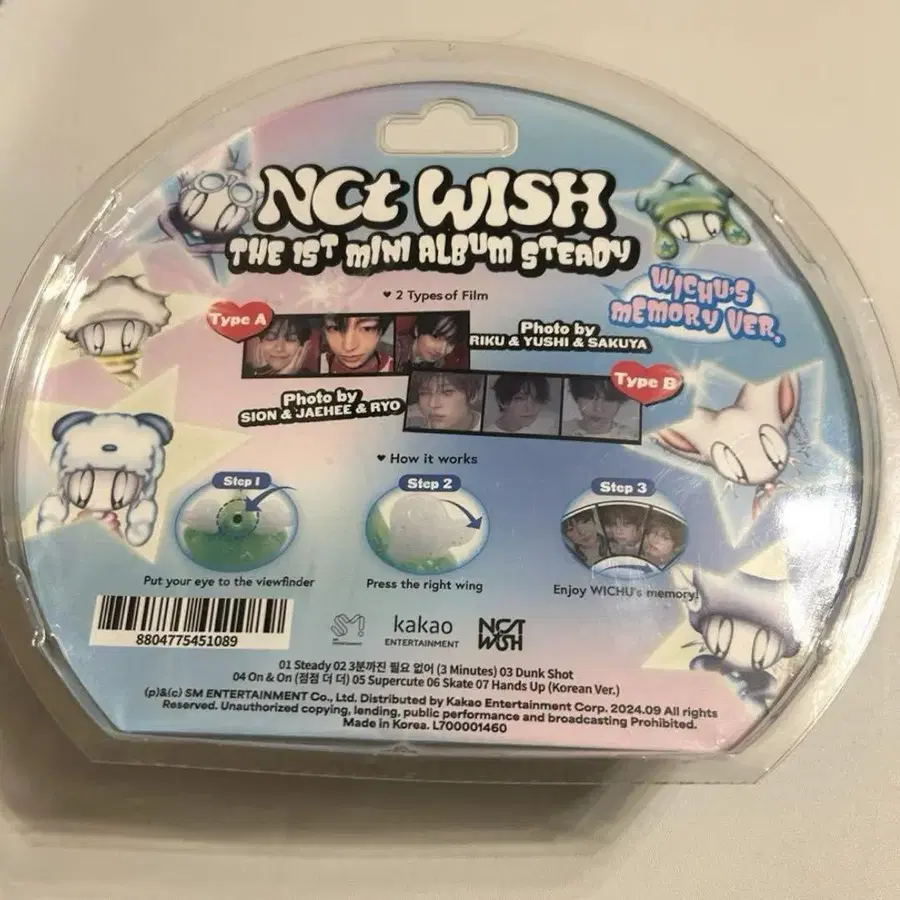 NCT WISH
THE 1ST MINI ALBUM STEADY
WICHU'S
MEMORY VER.
♥ 2 Types of Film
Type A
Photo by
RIKU & YUSHI & SAKUYA
Type B
Photo by
SION & JAEHEE & RYO
♥ How it works
Step 1
Step 2
Step 3
Put your eye to the viewfinder
Press the right wing
Enjoy WICHU's memory!
8804775451089
SM
ENTERTAINMENT
kakao
ENTERTAINMENT
NCT
WISH
01 Steady 02 3분까진 필요 없어 (3 Minutes) 03 Dunk Shot
04 On & On (점점 더 더) 05 Supercute 06 Skate 07 Hands Up (Korean Ver.)
(p)&(c) SM ENTERTAINMENT Co., Ltd. Distributed by Kakao Entertainment Corp. 2024.09 All rights
Reserved. Unauthorized copying, lending, public performance and broadcasting Prohibited.
Made in Korea. L700001460